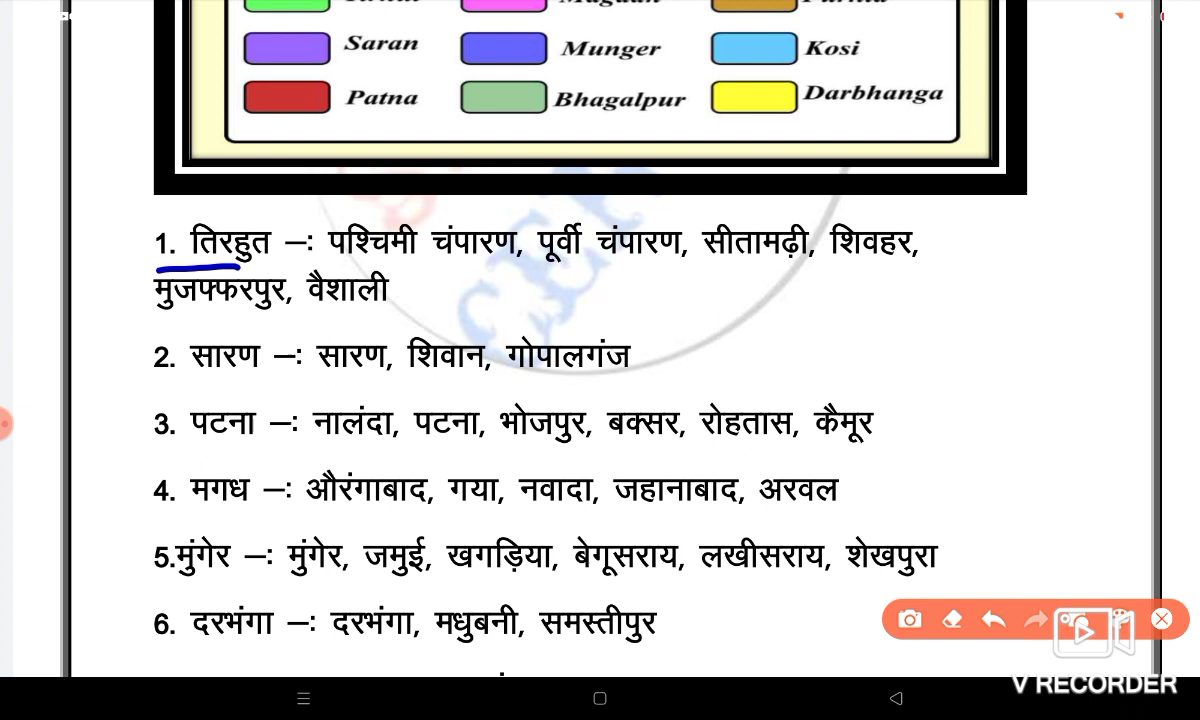 Saran Munger Kosi
Patna Bhagalpur Darbhanga
1. तिरहुत –: पश्चिमी चंपारण, पूर्वी चंपारण, सीतामढ़ी, शिवहर,
मुजफ्फरपुर, वैशाली
2. सारण –: सारण, शिवान, गोपालगंज
3. पटना –: नालंदा, पटना, भोजपुर, बक्सर, रोहतास, कैमूर
4. मगध –: औरंगाबाद, गया, नवादा, जहानाबाद, अरवल
5.मुंगेर –: मुंगेर, जमुई, खगड़िया, बेगूसराय, लखीसराय, शेखपुरा
6. दरभंगा –: दरभंगा, मधुबनी, समस्तीपुर
V RECORDER